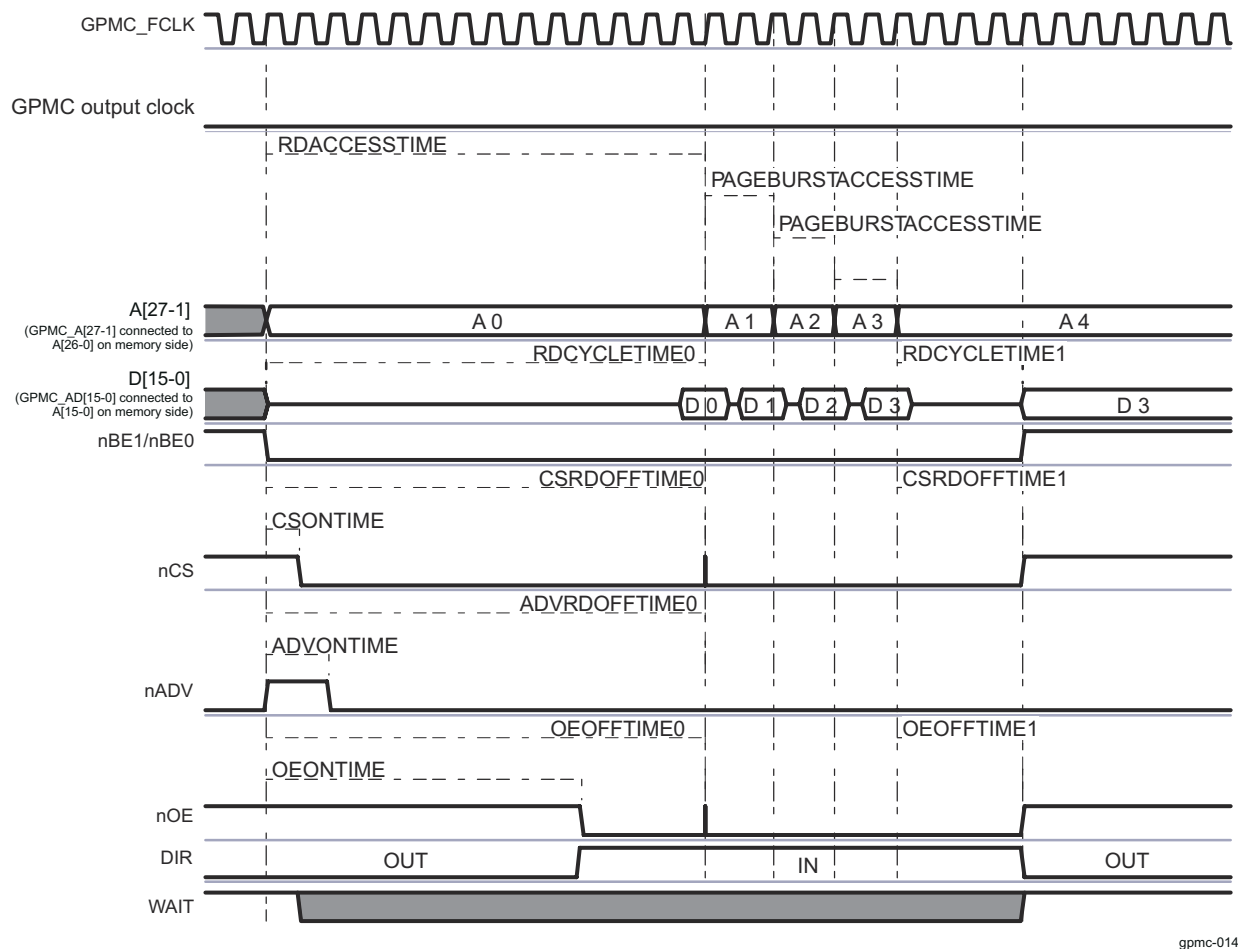 GPMC_FCLK
GPMC output clock
RDACCESSTIME
PAGEBURSTACCESSTIME
PAGEBURSTACCESSTIME
A[27-1]
(GPMC_A[27-1] connected to
A[26-0] on memory side)
A 0
A 1
A 2
A 3
A 4
RDCYCLETIME0
RDCYCLETIME1
D[15-0]
(GPMC_AD[15-0] connected to
A[15-0] on memory side)
D 0
D 1
D 2
D 3
D 3
nBE1/nBE0
CSRDOFFTIME0
CSRDOFFTIME1
CSONTIME
nCS
ADVRDOFFTIME0
ADVONTIME
nADV
OEOFFTIME0
OEOFFTIME1
OEONTIME
nOE
DIR
OUT
IN
OUT
WAIT
gpmc-014